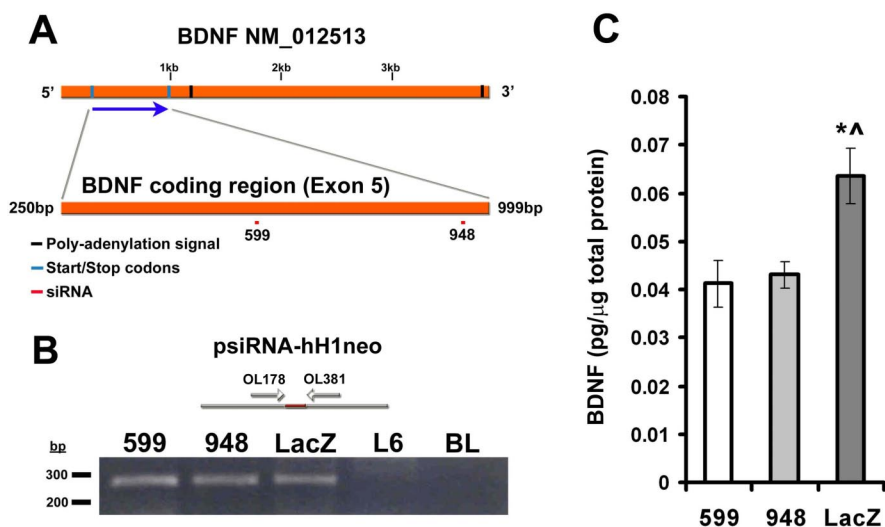 A
BDNF NM_012513
1kb 2kb 3kb
5’ 3’
BDNF coding region (Exon 5)
250bp 999bp
599 948
Poly-adenylation signal
Start/Stop codons
siRNA
B
psiRNA-hH1neo
OL178 OL381
bp 599 948 LacZ L6 BL
300
200
C
BDNF (pg/µg total protein)
0.08
0.07
0.06
0.05
0.04
0.03
0.02
0.01
0
*^
599 948 LacZ